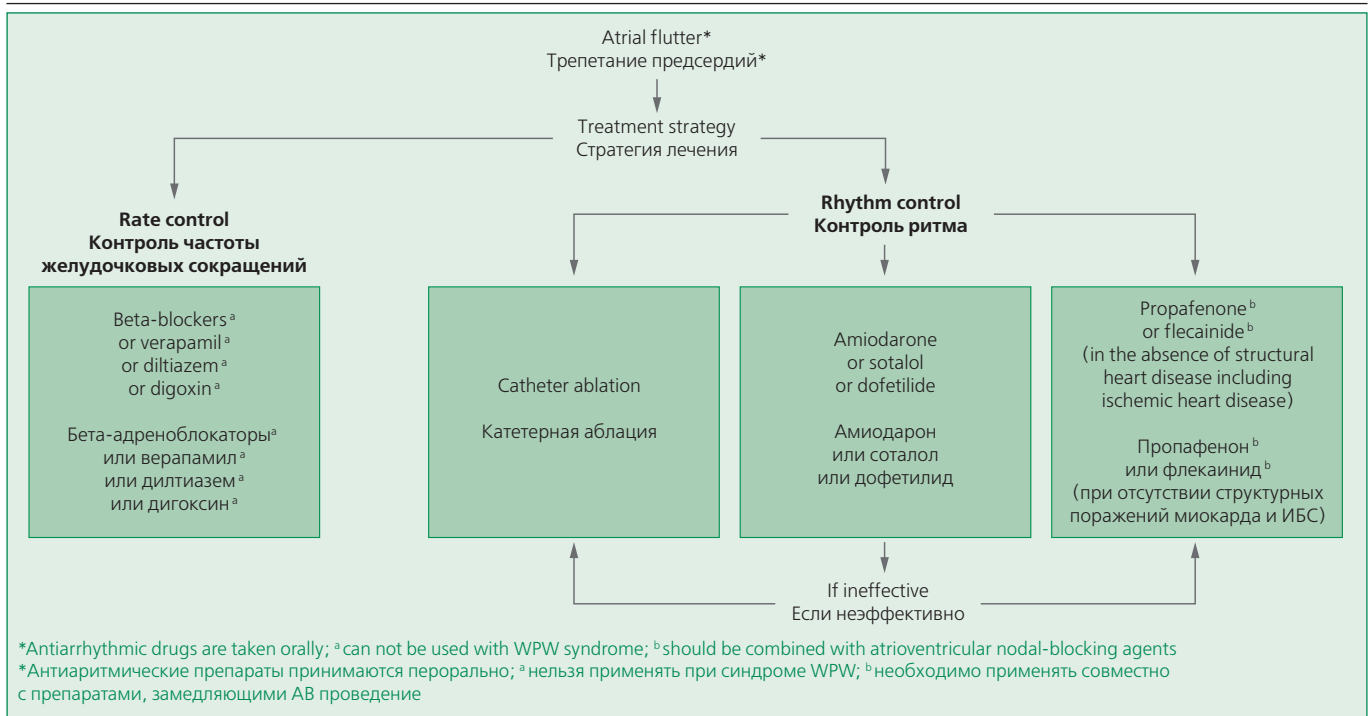 Atrial flutter*
Трепетание предсердий*
Treatment strategy
Стратегия лечения
Rate control
Контроль частоты
желудочковых сокращений
Rhythm control
Контроль ритма
Beta-blockers a
or verapamil a
or diltiazem a
or digoxin a
Бета-адреноблокаторы a
или верапамил a
или дилтиазем a
или дигоксин a
Catheter ablation
Катетерная аблация
Amiodarone
or sotalol
or dofetilide
Амиодарон
или соталол
или дофетилид
Propafenone b
or flecainide b
(in the absence of structural
heart disease including
ischemic heart disease)
Пропафенон b
или флекаинид b
(при отсутствии структурных
поражений миокарда и ИБС)
If ineffective
Если неэффективно
*Antiarrhythmic drugs are taken orally; a can not be used with WPW syndrome; b should be combined with atrioventricular nodal-blocking agents
*Антиаритмические препараты принимаются перорально; a нельзя применять при синдроме WPW; b необходимо применять совместно
с препаратами, замедляющими АВ проведение